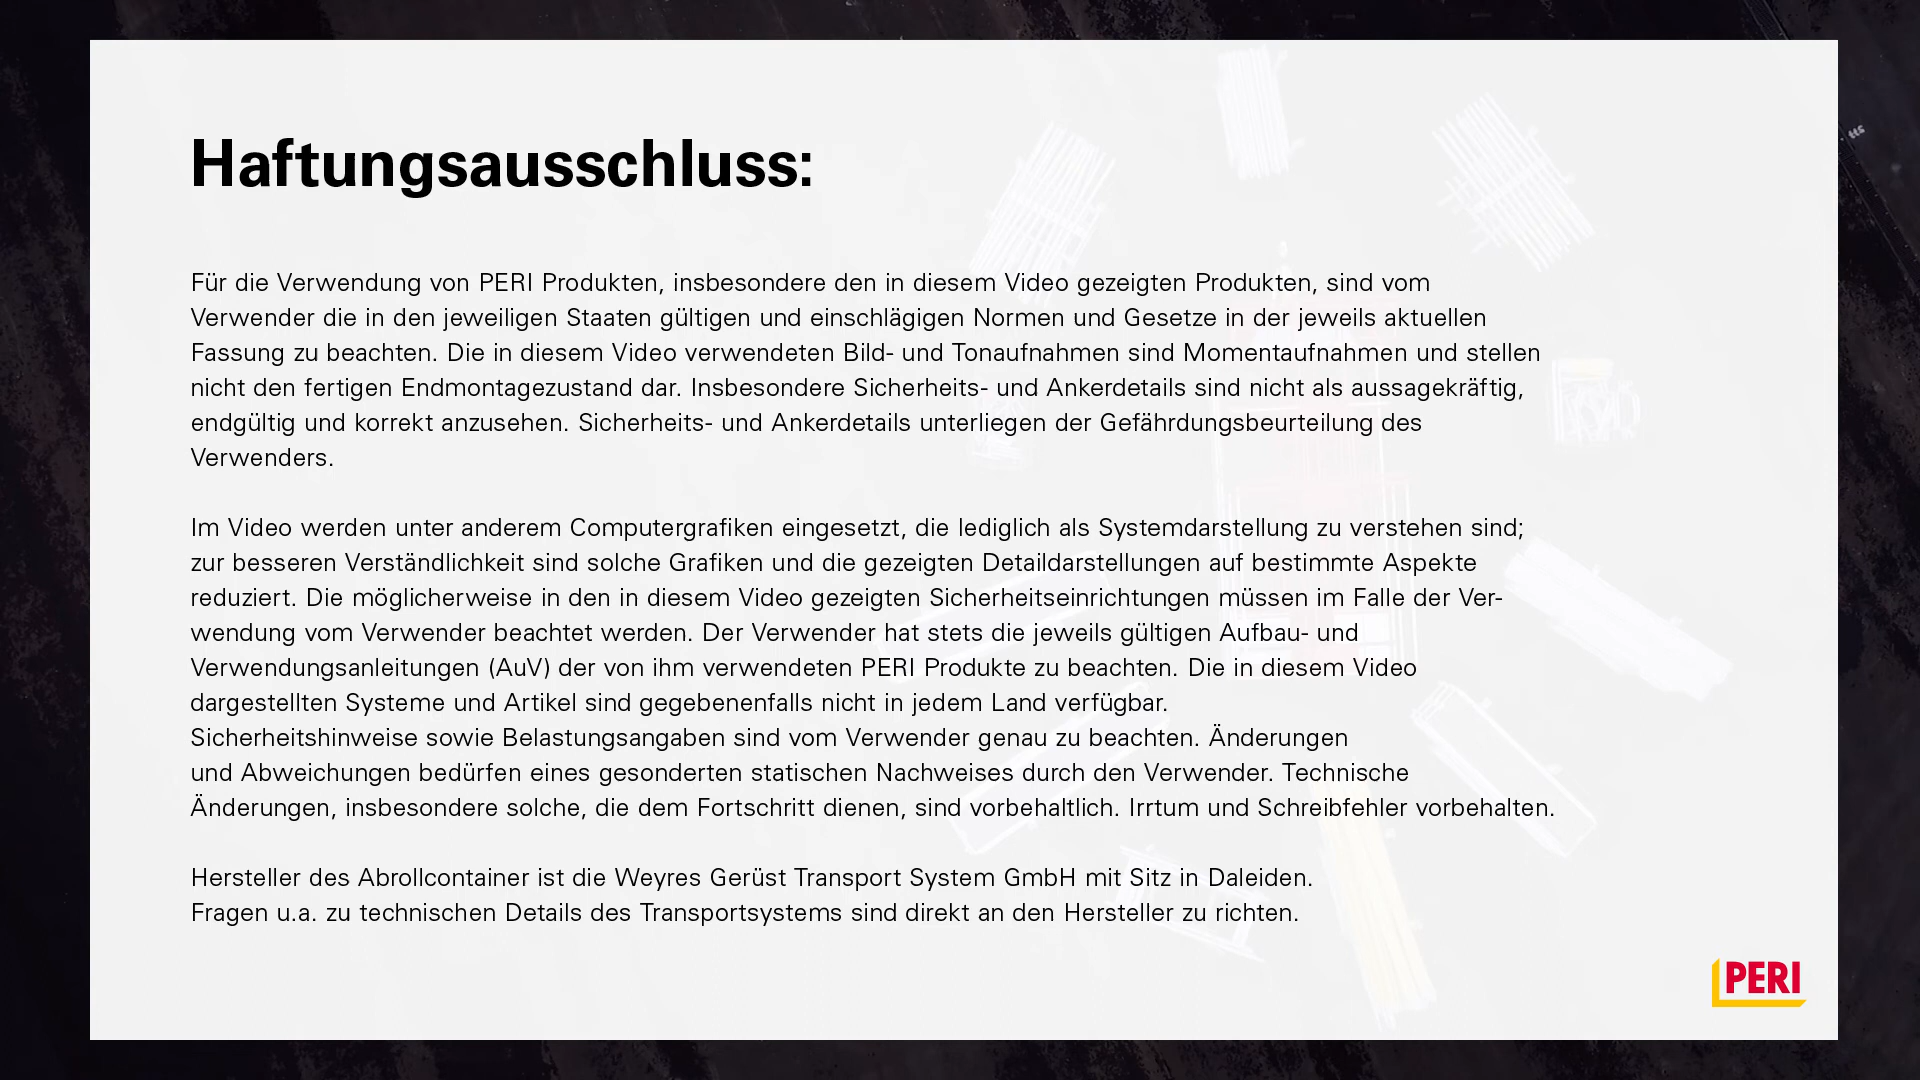 Haftungsausschluss:
Für die Verwendung von PERI Produkten, insbesondere den in diesem Video gezeigten Produkten, sind vom
Verwender die in den jeweiligen Staaten gültigen und einschlägigen Normen und Gesetze in der jeweils aktuellen
Fassung zu beachten. Die in diesem Video verwendeten Bild- und Tonaufnahmen sind Momentaufnahmen und stellen
nicht den fertigen Endmontagezustand dar. Insbesondere Sicherheits- und Ankerdetails sind nicht als aussagekräftig,
endgültig und korrekt anzusehen. Sicherheits- und Ankerdetails unterliegen der Gefährdungsbeurteilung des
Verwenders.
Im Video werden unter anderem Computergrafiken eingesetzt, die lediglich als Systemdarstellung zu verstehen sind;
zur besseren Verständlichkeit sind solche Grafiken und die gezeigten Detaildarstellungen auf bestimmte Aspekte
reduziert. Die möglicherweise in den in diesem Video gezeigten Sicherheitseinrichtungen müssen im Falle der Ver-
wendung vom Verwender beachtet werden. Der Verwender hat stets die jeweils gültigen Aufbau- und
Verwendungsanleitungen (AuV) der von ihm verwendeten PERI Produkte zu beachten. Die in diesem Video
dargestellten Systeme und Artikel sind gegebenenfalls nicht in jedem Land verfügbar.
Sicherheitshinweise sowie Belastungsangaben sind vom Verwender genau zu beachten. Änderungen
und Abweichungen bedürfen eines gesonderten statischen Nachweises durch den Verwender. Technische
Änderungen, insbesondere solche, die dem Fortschritt dienen, sind vorbehaltlich. Irrtum und Schreibfehler vorbehalten.
Hersteller des Abrollcontainer ist die Weyres Gerüst Transport System GmbH mit Sitz in Daleiden.
Fragen u.a. zu technischen Details des Transportsystems sind direkt an den Hersteller zu richten.
PERI